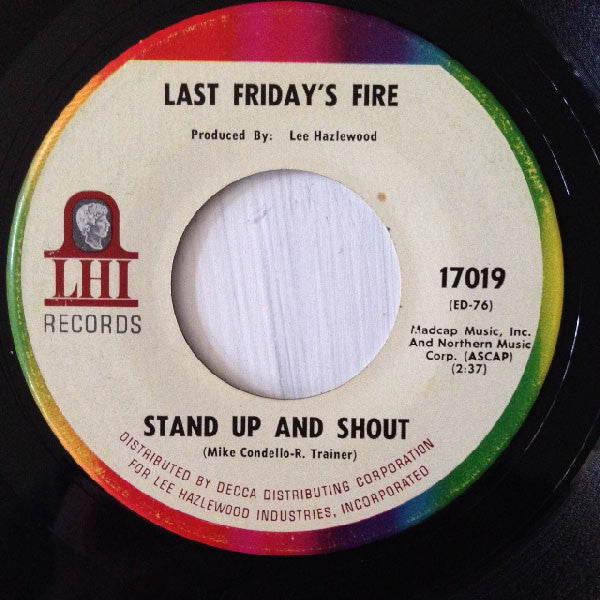 LAST FRIDAY'S FIRE
Produced By: Lee Hazlewood
LHI
RECORDS
17019
(ED-76)
Madcap Music, Inc.
And Northern Music
Corp. (ASCAP)
(2:37)
STAND UP AND SHOUT
(Mike Condello-R. Trainer)
DISTRIBUTED BY DECCA DISTRIBUTING CORPORATION
FOR LEE HAZLEWOOD INDUSTRIES, INCORPORATED